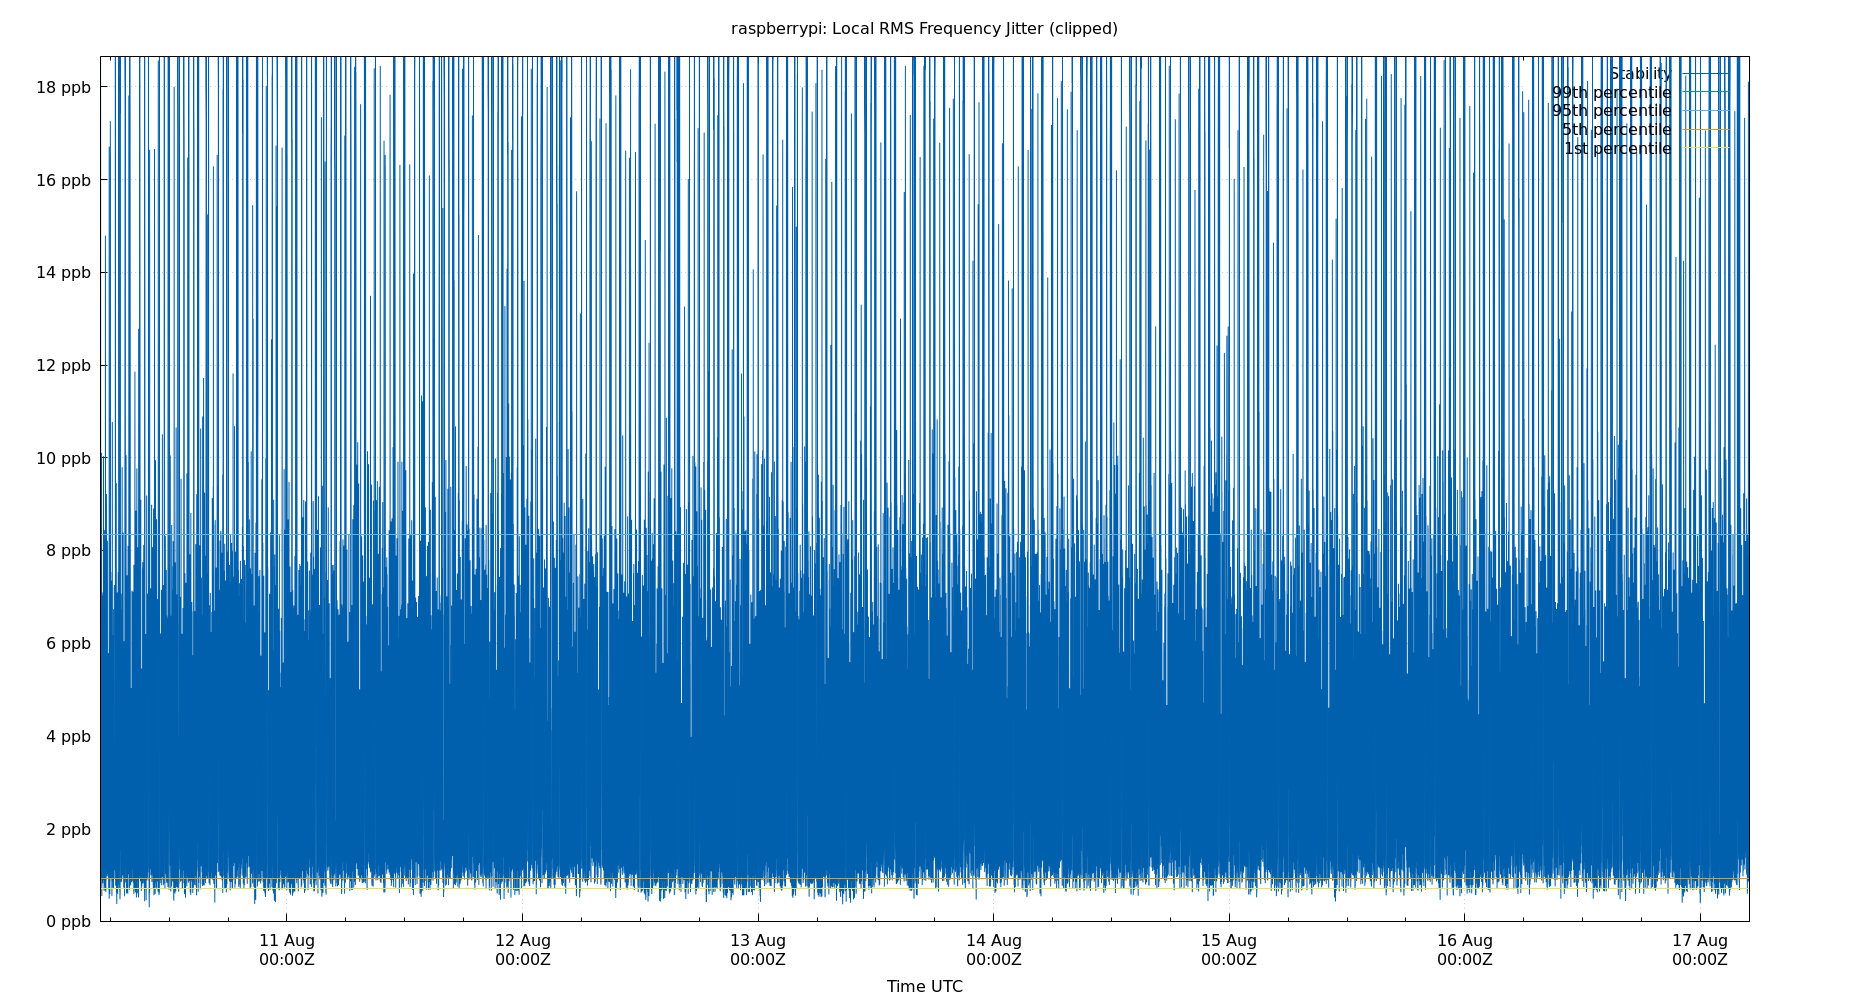 raspberrypi: Local RMS Frequency Jitter (clipped)
18 ppb
16 ppb
14 ppb
12 ppb
10 ppb
8 ppb
6 ppb
4 ppb
2 ppb
0 ppb
Stability
99th percentile
95th percentile
5th percentile
1st percentile
11 Aug
00:00Z
12 Aug
00:00Z
13 Aug
00:00Z
14 Aug
00:00Z
15 Aug
00:00Z
16 Aug
00:00Z
17 Aug
00:00Z
Time UTC